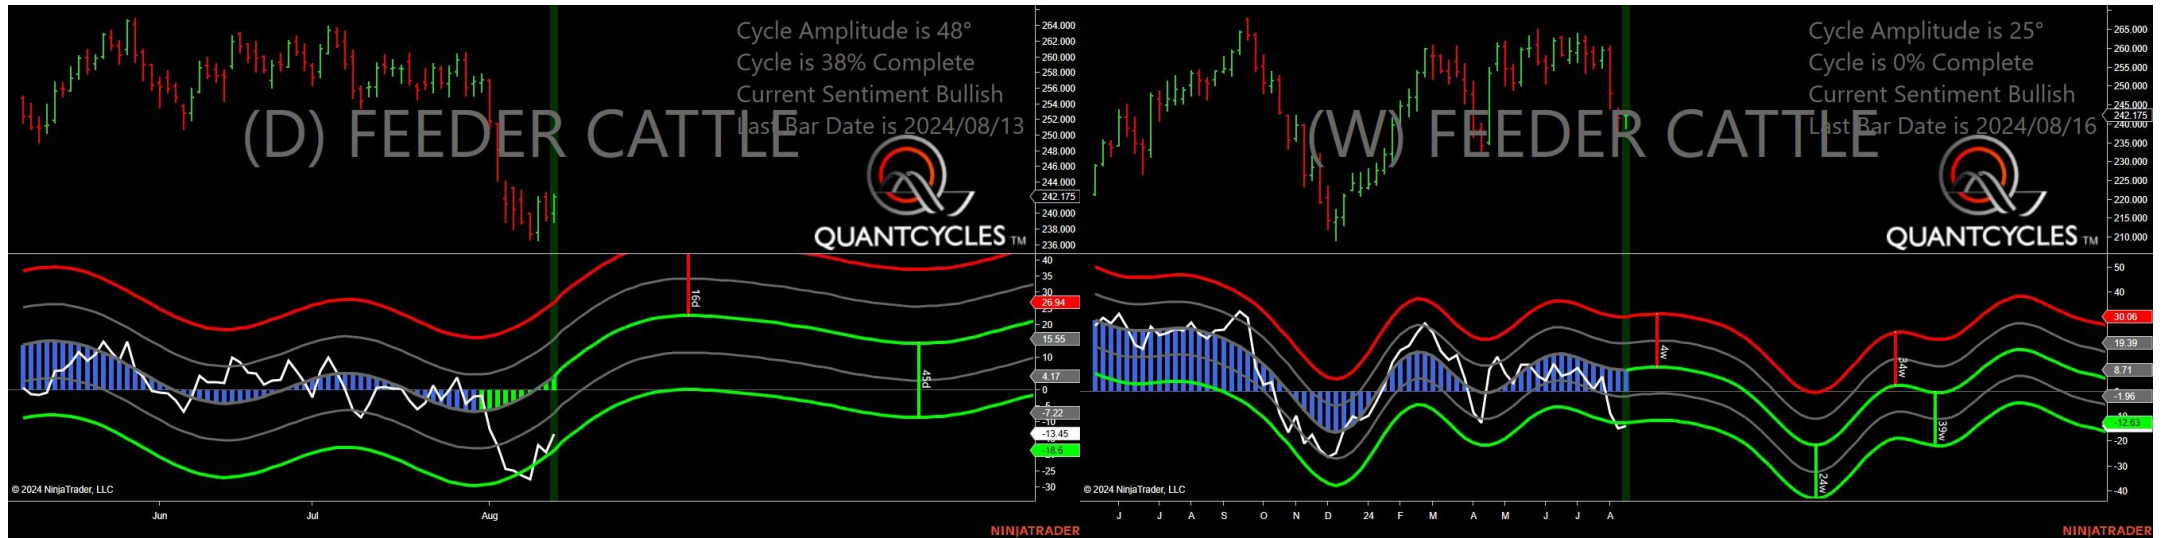 Cycle Amplitude is 48°
Cycle is 38% Complete
Current Sentiment Bullish
Last Bar Date is 2024/08/13
(D) FEEDER CATTLE
QUANTCYCLES TM
264.000
262.000
260.000
258.000
256.000
254.000
252.000
250.000
248.000
246.000
244.000
242.175
240.000
238.000
236.000
40
35
30
26.94
25
20
15.55
10
4.17
0
-5
-7.22
-10
-13.45
-18.6
-25
-30
16d
45d
© 2024 NinjaTrader, LLC
Jun
Jul
Aug
NINJATRADER
Cycle Amplitude is 25°
Cycle is 0% Complete
Current Sentiment Bullish
Last Bar Date is 2024/08/16
(W) FEEDER CATTLE
QUANTCYCLES TM
265.000
260.000
255.000
250.000
245.000
242.175
240.000
235.000
230.000
225.000
220.000
215.000
210.000
50
40
30.06
19.39
8.71
-1.96
-10
-12.63
-20
-30
-40
4w
24w
34w
39w
© 2024 NinjaTrader, LLC
J
J
A
S
O
N
D
24
F
M
A
M
J
J
A
NINJATRADER